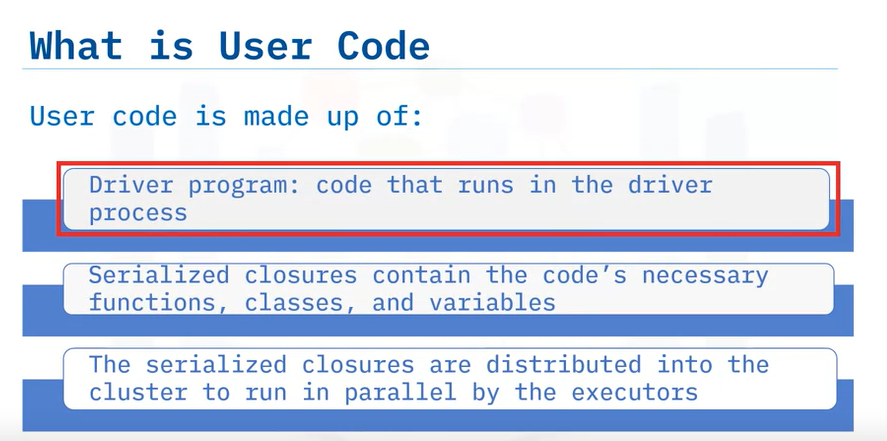 What is User Code
User code is made up of:
Driver program: code that runs in the driver
process
Serialized closures contain the code’s necessary
functions, classes, and variables
The serialized closures are distributed into the
cluster to run in parallel by the executors